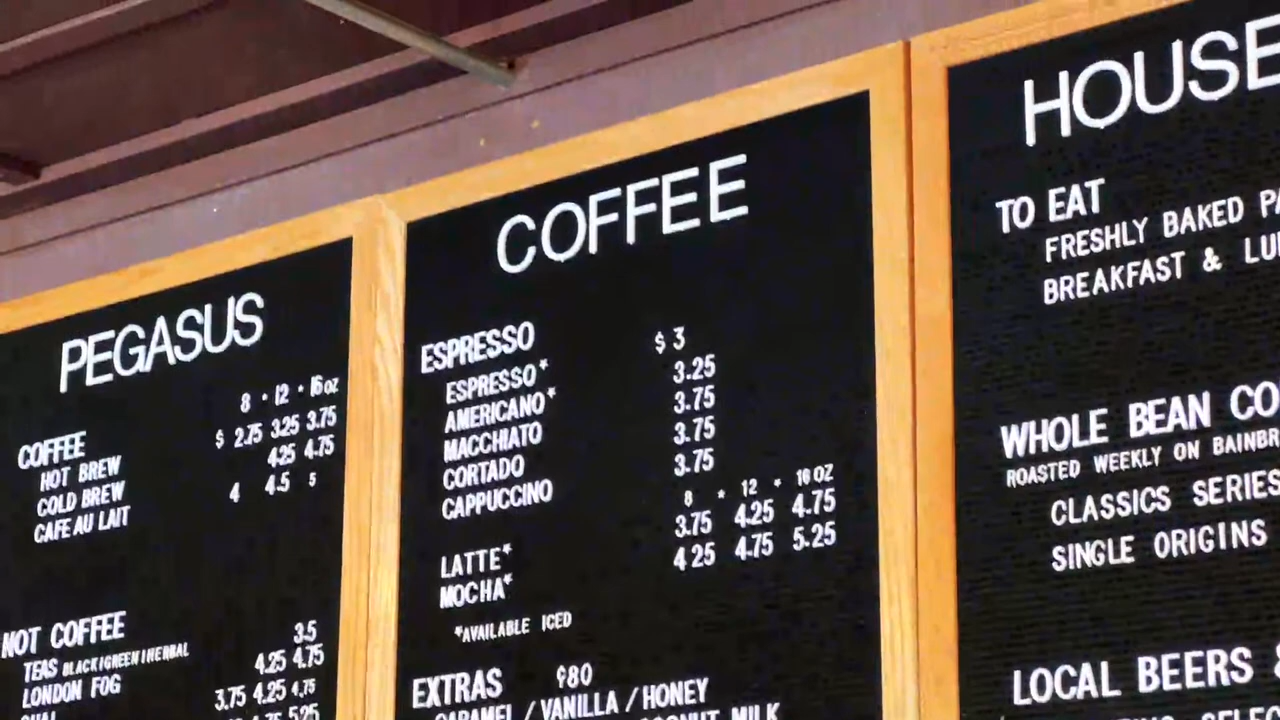 PEGASUS
8 • 12 • 16oz
COFFEE $ 2.75 3.25 3.75
HOT BREW 4.25 4.75
COLD BREW 4 4.5 5
CAFE AU LAIT
NOT COFFEE
TEAS BLACK|GREEN|HERBAL 3.5
LONDON FOG 4.25 4.75
3.75 4.25 4.75
5.25
COFFEE
ESPRESSO $ 3
ESPRESSO* 3.25
AMERICANO* 3.75
MACCHIATO 3.75
CORTADO 3.75
CAPPUCCINO
8 * 12 * 16 OZ
LATTE* 3.75 4.25 4.75
MOCHA* 4.25 4.75 5.25
*AVAILABLE ICED
EXTRAS ¢80
CARAMEL / VANILLA / HONEY
MILK
HOUSE
TO EAT
FRESHLY BAKED PA
BREAKFAST & LU
WHOLE BEAN CO
ROASTED WEEKLY ON BAINBR
CLASSICS SERIES
SINGLE ORIGINS
LOCAL BEERS &